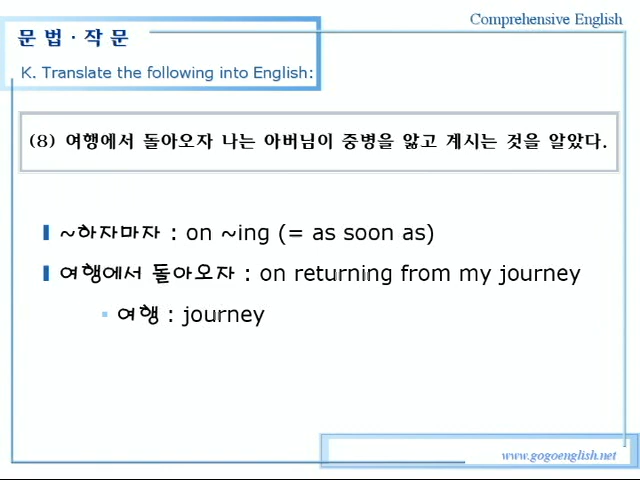 Comprehensive English
문법·작문
K. Translate the following into English:
(8) 여행에서 돌아오자 나는 아버님이 중병을 앓고 계시는 것을 알았다.
~하자마자 : on ~ing (= as soon as)
여행에서 돌아오자 : on returning from my journey
여행 : journey
www.gogoenglish.net